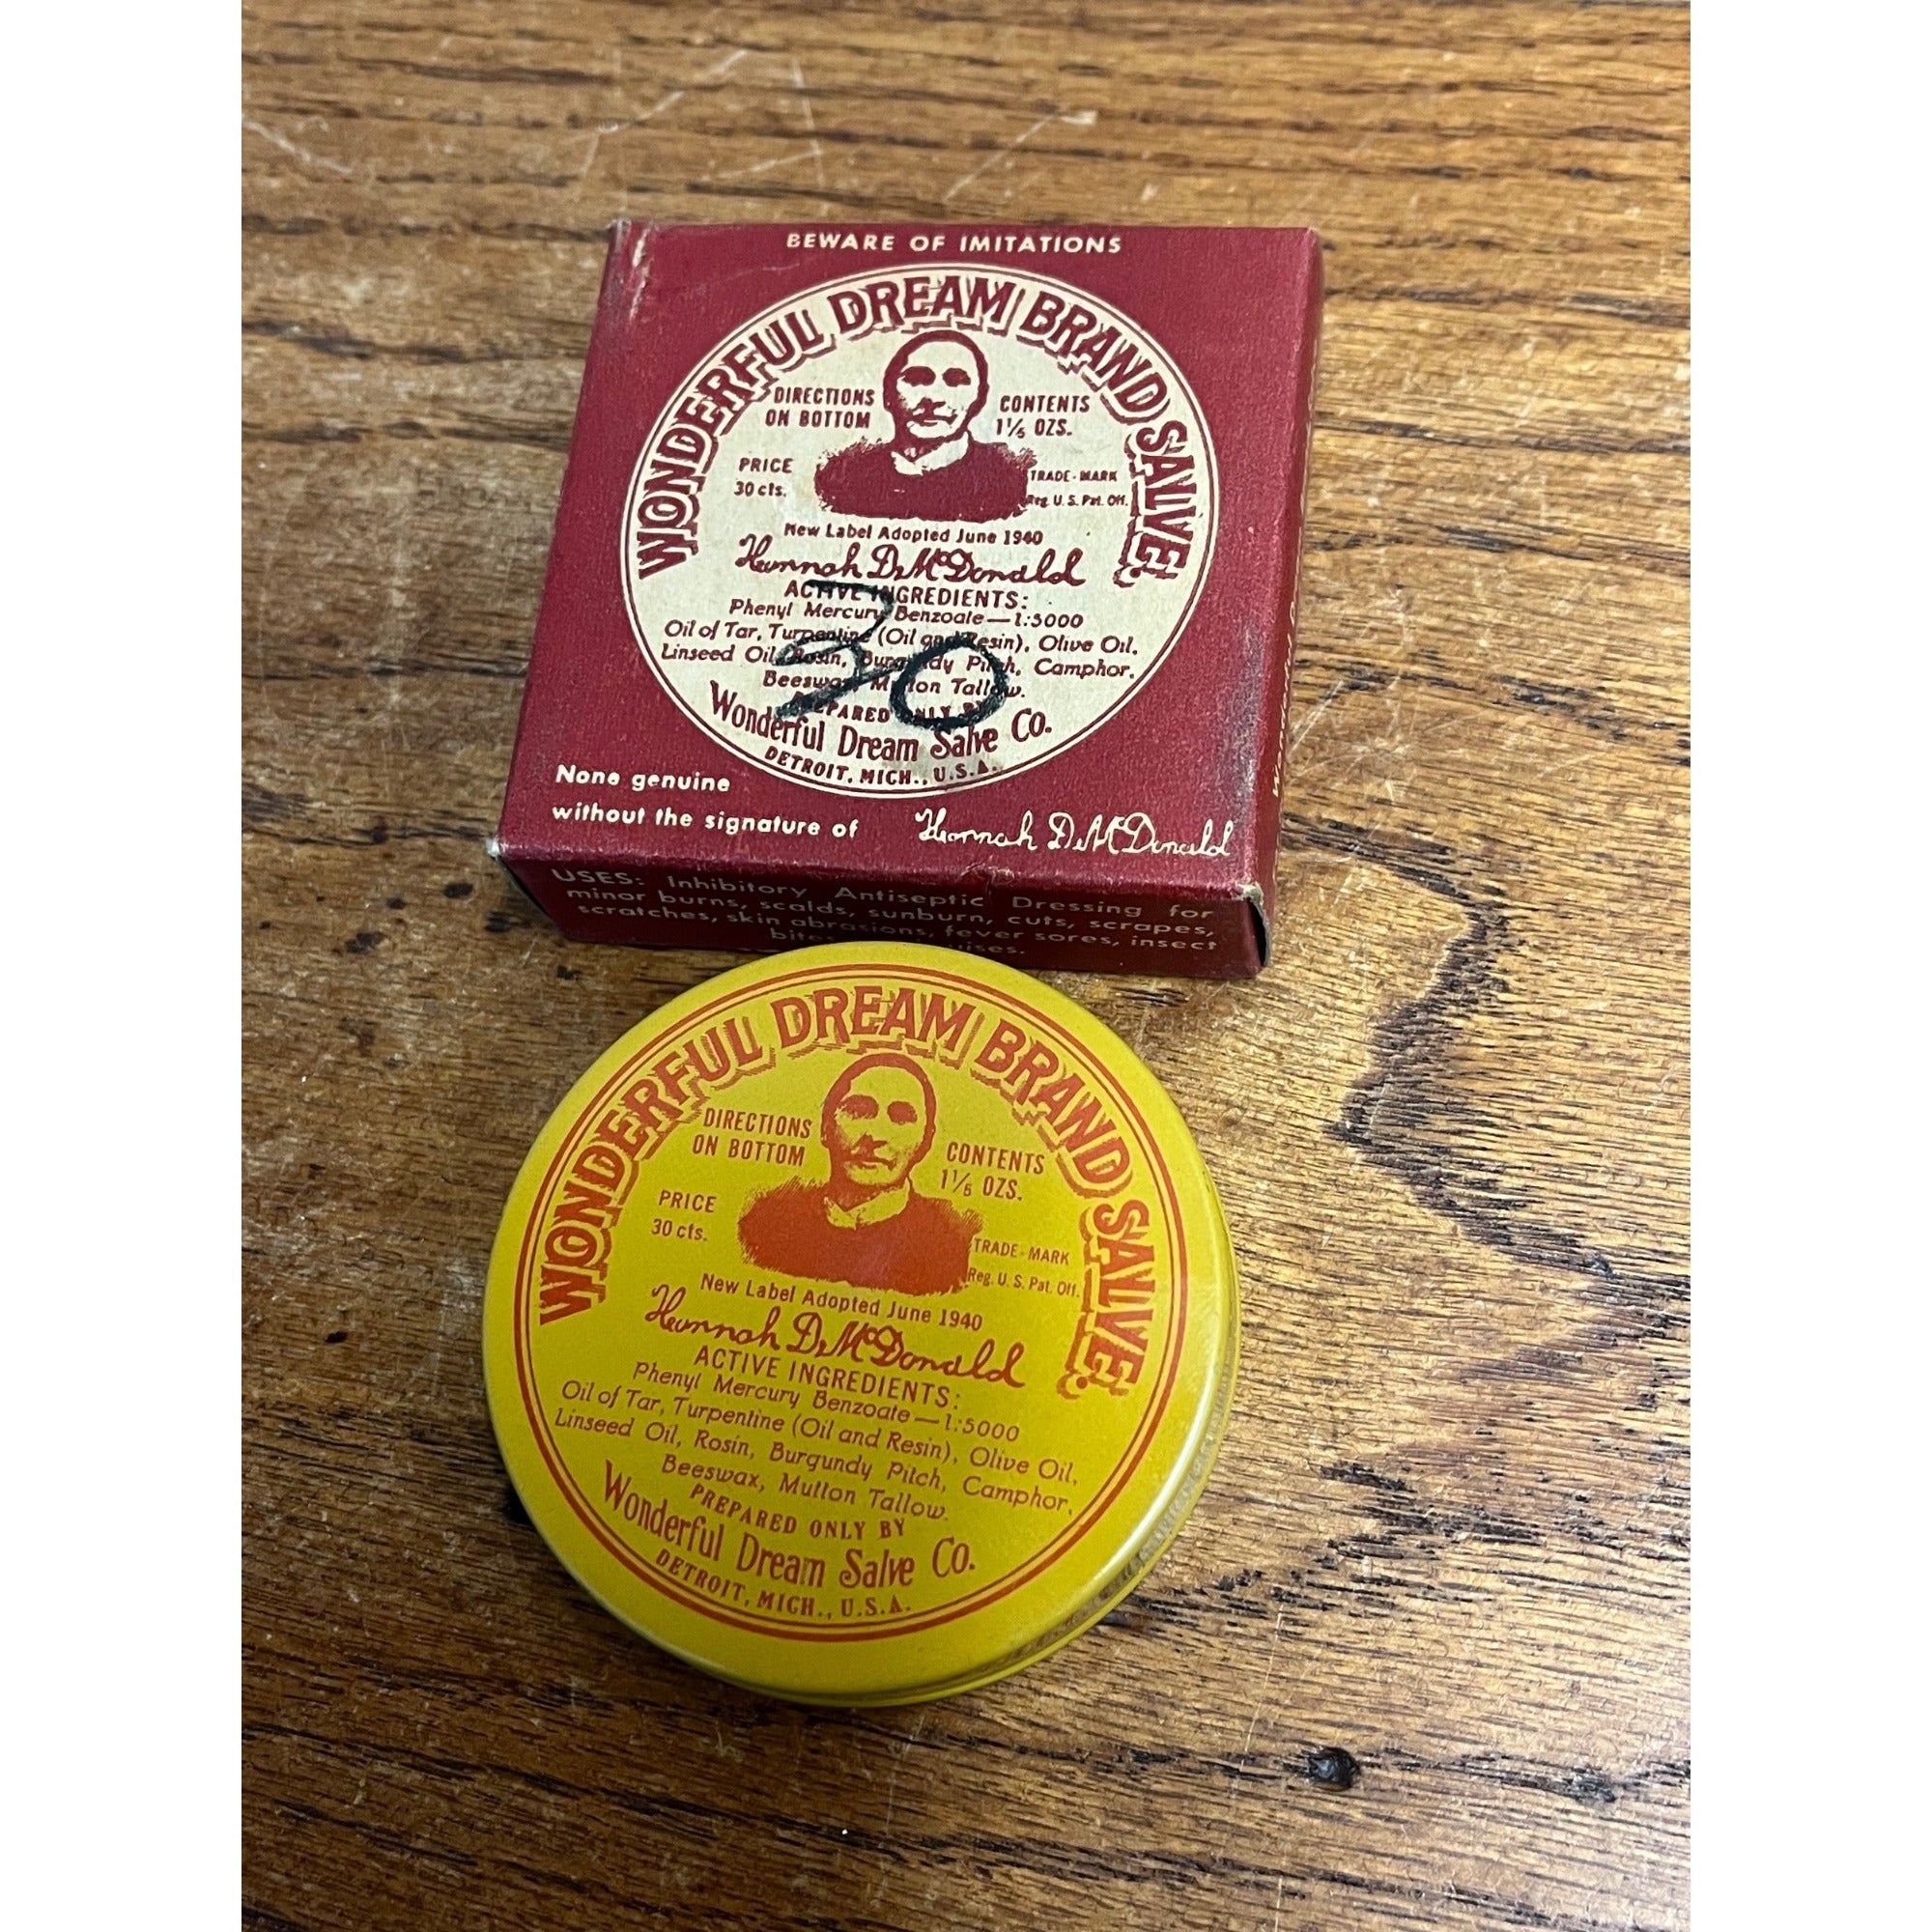 BEWARE OF IMITATIONS
WONDERFUL DREAM BRAND SALVE.
DIRECTIONS
ON BOTTOM
CONTENTS
1 1/5 OZS.
PRICE
30 cts.
TRADE-MARK
Reg. U. S. Pat. Off.
New Label Adopted June 1940
Hannah D. McDonald
ACTIVE INGREDIENTS:
Phenyl Mercury Benzoate—1:5000
Oil of Tar, Turpentine (Oil and Resin), Olive Oil,
Linseed Oil, Rosin, Burgundy Pitch, Camphor,
Beeswax, Mutton Tallow.
30
PREPARED ONLY BY
Wonderful Dream Salve Co.
DETROIT, MICH., U.S.A.
None genuine
without the signature of Hannah D. McDonald
USES: Inhibitory Antiseptic Dressing for
minor burns, scalds, sunburn, cuts, scrapes,
scratches, skin abrasions, fever sores, insect
WONDERFUL DREAM BRAND SALVE.
DIRECTIONS
ON BOTTOM
CONTENTS
1 1/5 OZS.
PRICE
30 cts.
TRADE-MARK
Reg. U. S. Pat. Off.
New Label Adopted June 1940
Hannah D. McDonald
ACTIVE INGREDIENTS:
Phenyl Mercury Benzoate—1:5000
Oil of Tar, Turpentine (Oil and Resin), Olive Oil,
Linseed Oil, Rosin, Burgundy Pitch, Camphor,
Beeswax, Mutton Tallow.
PREPARED ONLY BY
Wonderful Dream Salve Co.
DETROIT, MICH., U.S.A.